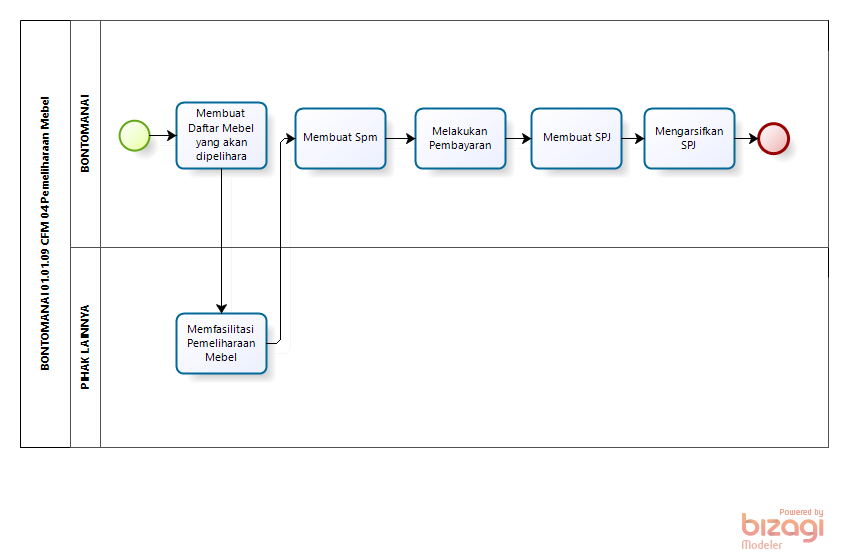 BONTOMANAI 01.01.09 CFM 04 Pemeliharaan Mebel
BONTOMANAI
Membuat
Daftar Mebel
yang akan
dipelihara
Membuat Spm
Melakukan
Pembayaran
Membuat SPJ
Mengarsifkan
SPJ
PIHAK LAINNYA
Memfasilitasi
Pemeliharaan
Mebel
Powered by
bizagi
Modeler